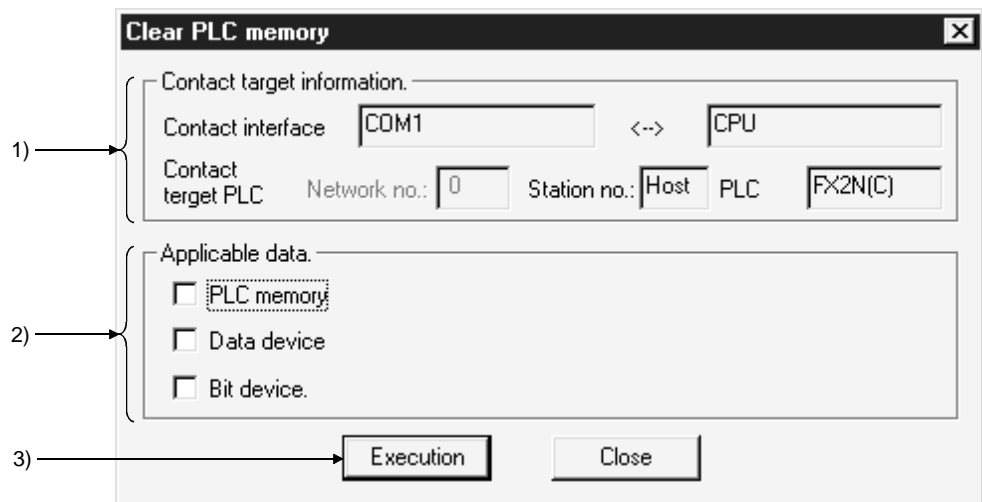 Clear PLC memory
1)
Contact target information.
Contact interface COM1 <--> CPU
Contact
target PLC Network no.: 0 Station no.: Host PLC FX2N(C)
2)
Applicable data.
PLC memory
Data device
Bit device.
3)
Execution Close